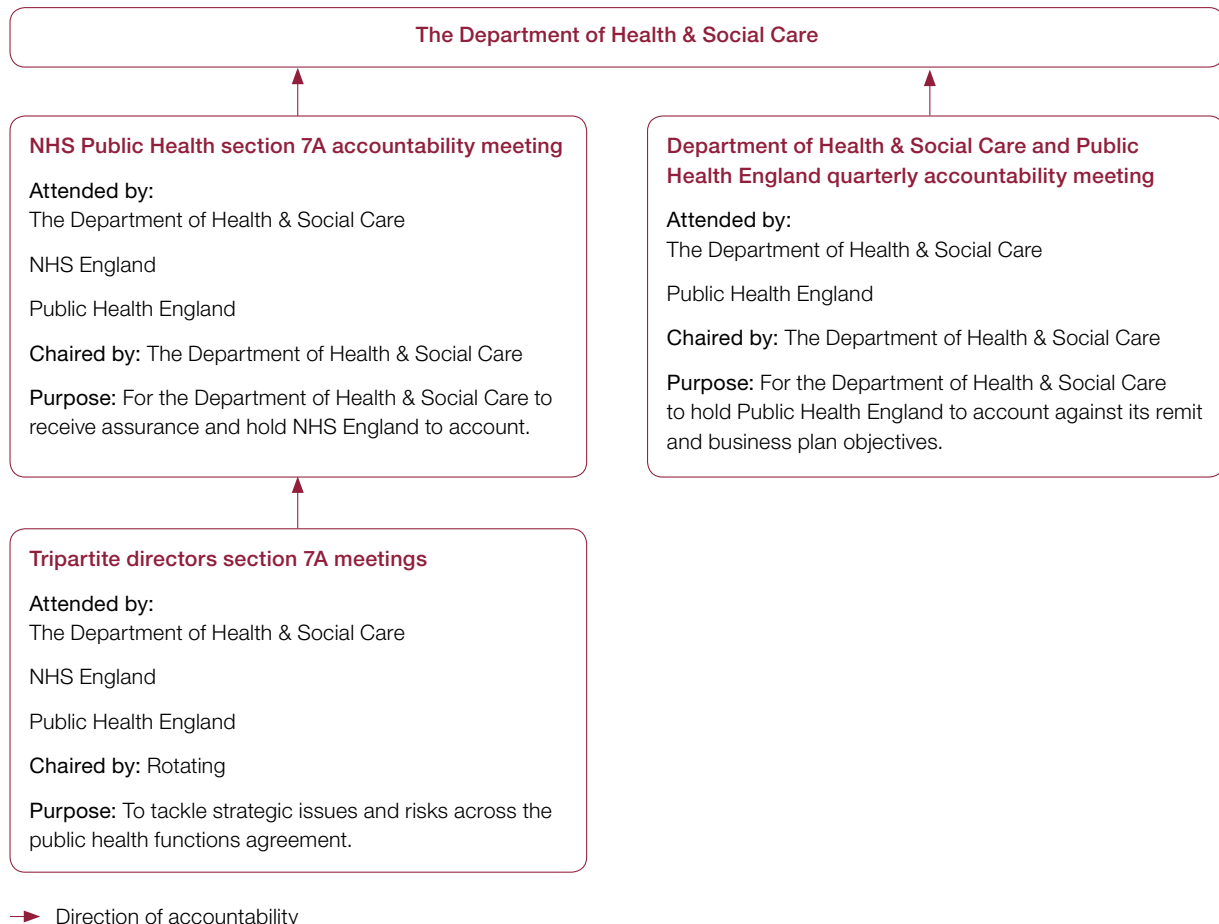 The Department of Health & Social Care
NHS Public Health section 7A accountability meeting
Attended by:
The Department of Health & Social Care
NHS England
Public Health England
Chaired by: The Department of Health & Social Care
Purpose: For the Department of Health & Social Care to
receive assurance and hold NHS England to account.
Department of Health & Social Care and Public
Health England quarterly accountability meeting
Attended by:
The Department of Health & Social Care
Public Health England
Chaired by: The Department of Health & Social Care
Purpose: For the Department of Health & Social Care
to hold Public Health England to account against its remit
and business plan objectives.
Tripartite directors section 7A meetings
Attended by:
The Department of Health & Social Care
NHS England
Public Health England
Chaired by: Rotating
Purpose: To tackle strategic issues and risks across the
public health functions agreement.
Direction of accountability